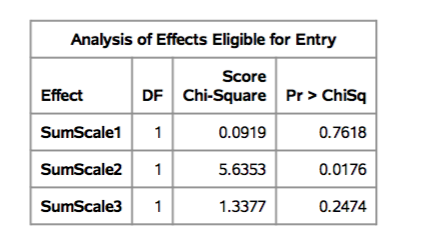 Analysis of Effects Eligible for Entry
Effect DF Score Chi-Square Pr > ChiSq
SumScale1 1 0.0919 0.7618
SumScale2 1 5.6353 0.0176
SumScale3 1 1.3377 0.2474